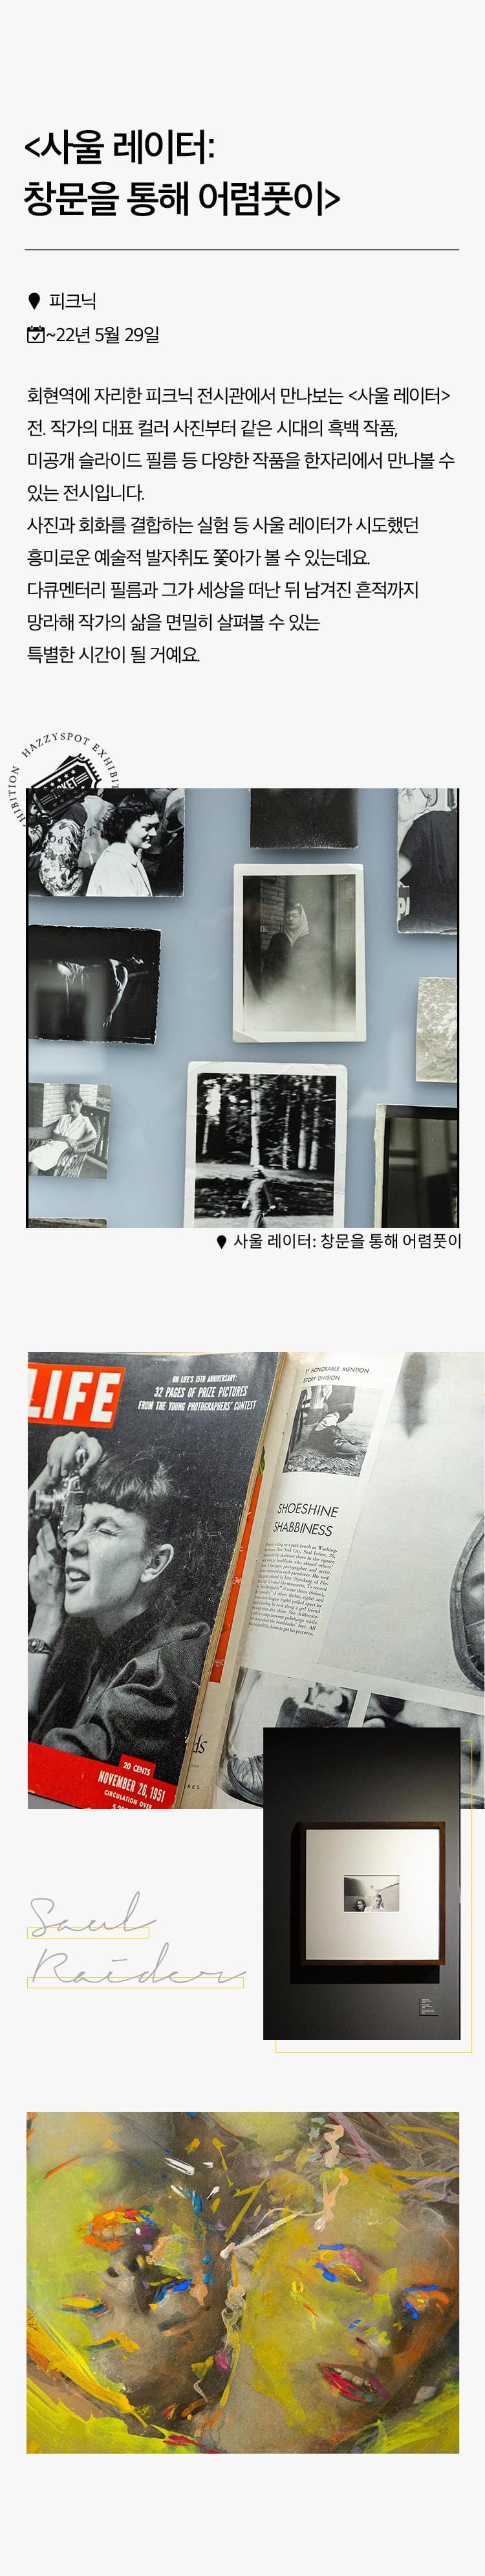 <사울 레이터:
창문을 통해 어렴풋이>
피크닉
~22년 5월 29일
회현역에 자리한 피크닉 전시관에서 만나보는 <사울 레이터>
전. 작가의 대표 컬러 사진부터 같은 시대의 흑백 작품,
미공개 슬라이드 필름 등 다양한 작품을 한자리에서 만나볼 수
있는 전시입니다.
사진과 회화를 결합하는 실험 등 사울 레이터가 시도했던
흥미로운 예술적 발자취도 쫓아가 볼 수 있는데요.
다큐멘터리 필름과 그가 세상을 떠난 뒤 남겨진 흔적까지
망라해 작가의 삶을 면밀히 살펴볼 수 있는
특별한 시간이 될 거예요.
HAZZYSPOT EXHIBIT
사울 레이터: 창문을 통해 어렴풋이
LIFE
ON LIFE'S 15TH ANNIVERSARY:
32 PAGES OF PRIZE PICTURES
FROM THE YOUNG PHOTOGRAPHERS' CONTEST
20 CENTS
NOVEMBER 26, 1951
CIRCULATION OVER
1st HONORABLE MENTION
STORY DIVISION
SHOESHINE
SHABBINESS
Saul
Raider